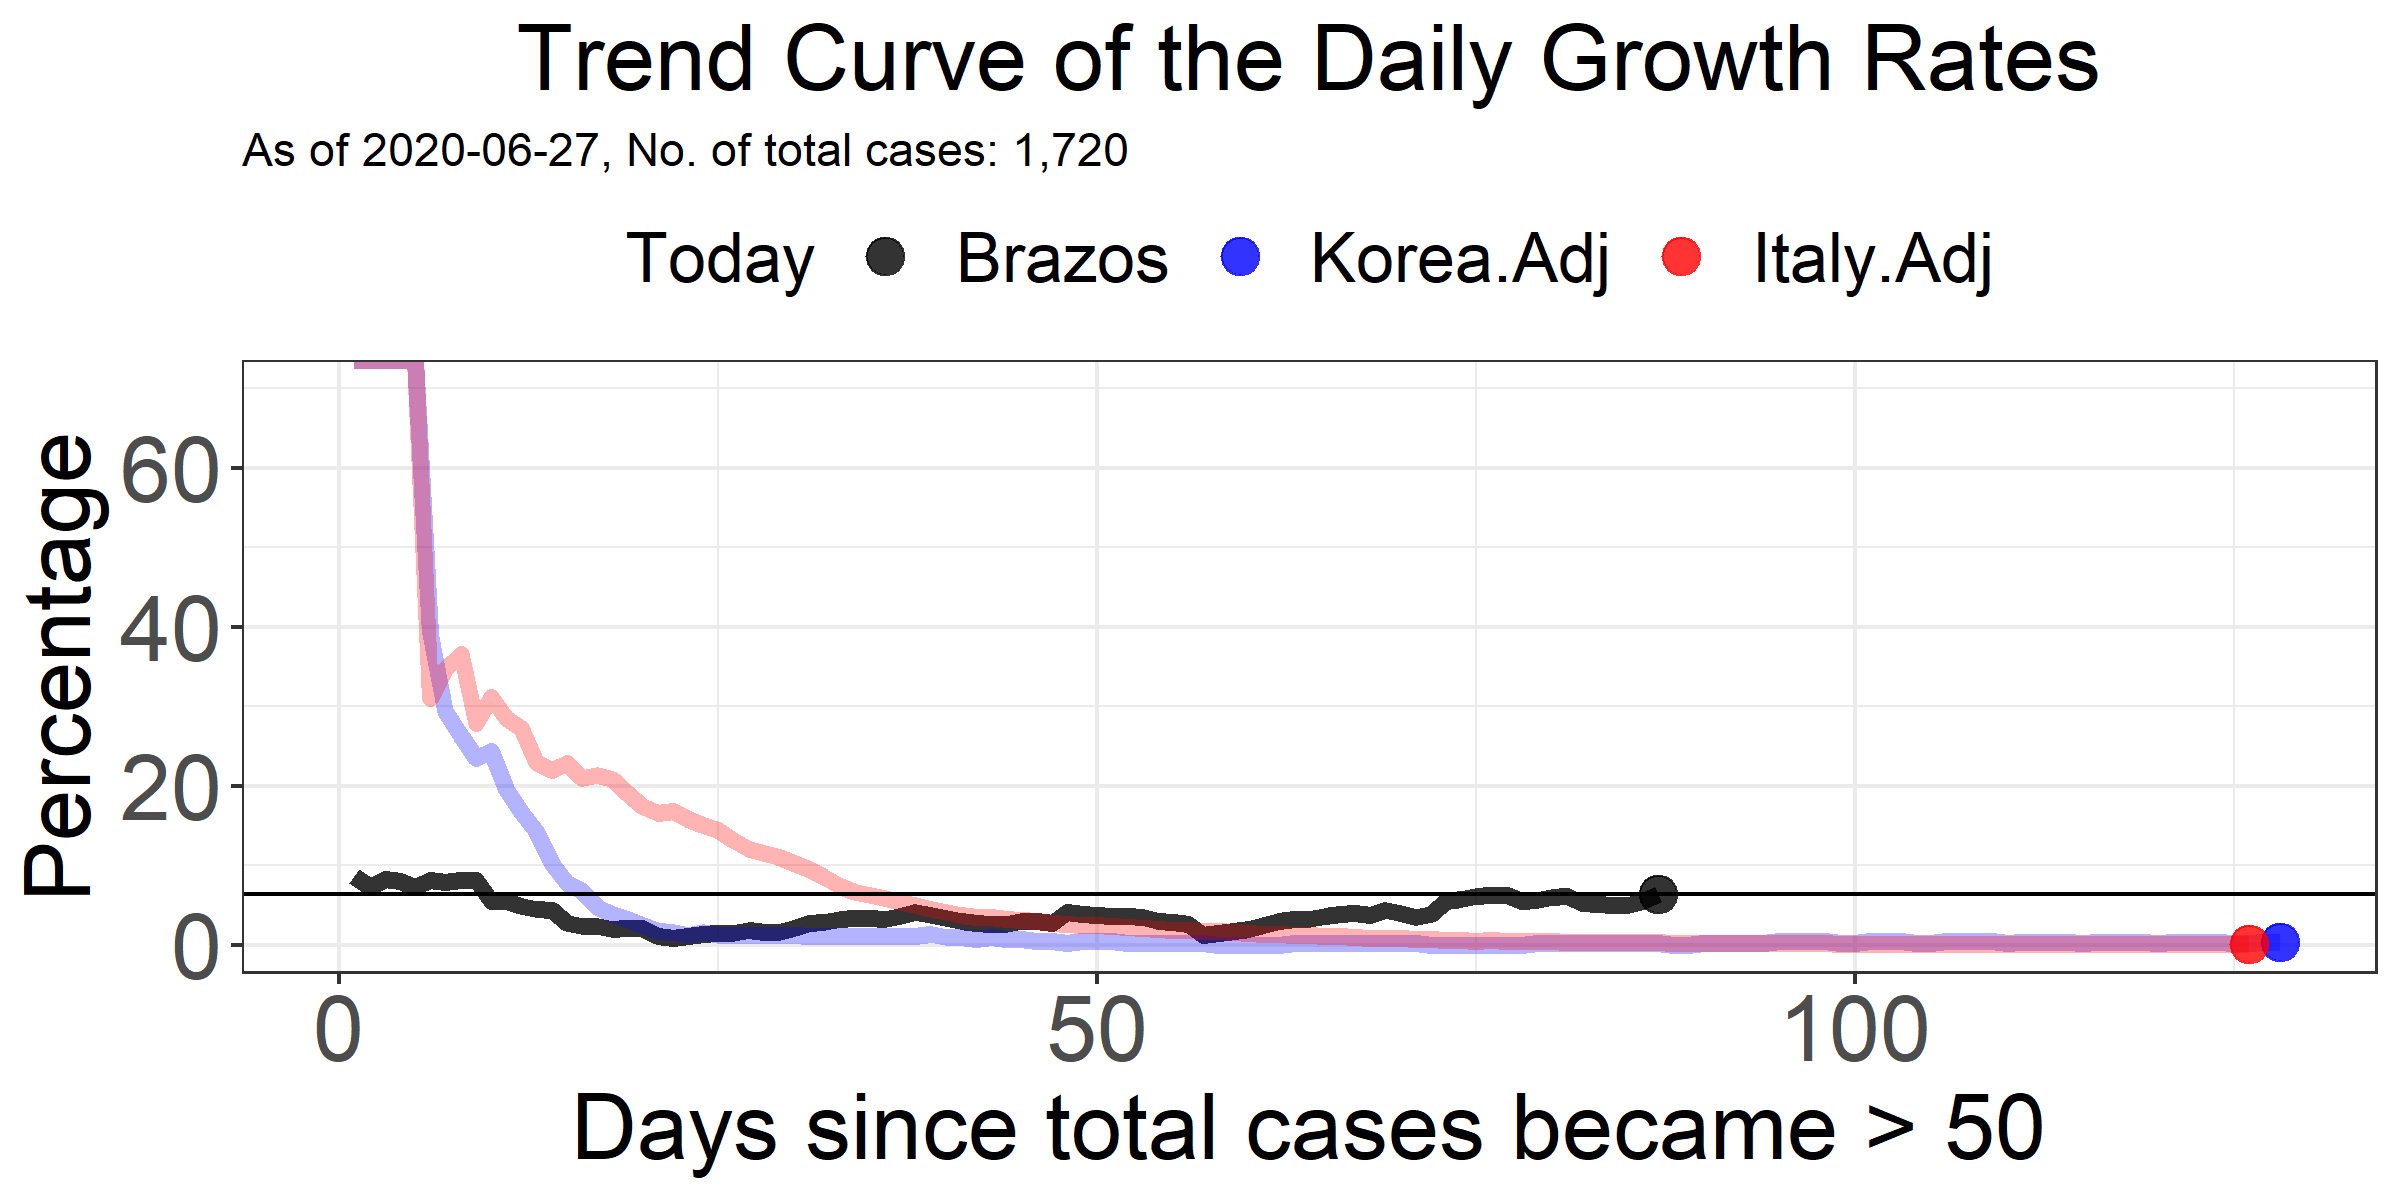 Trend Curve of the Daily Growth Rates
As of 2020-06-27, No. of total cases: 1,720
Today Brazos Korea.Adj Italy.Adj
Percentage
60
40
20
0
0 50 100
Days since total cases became > 50